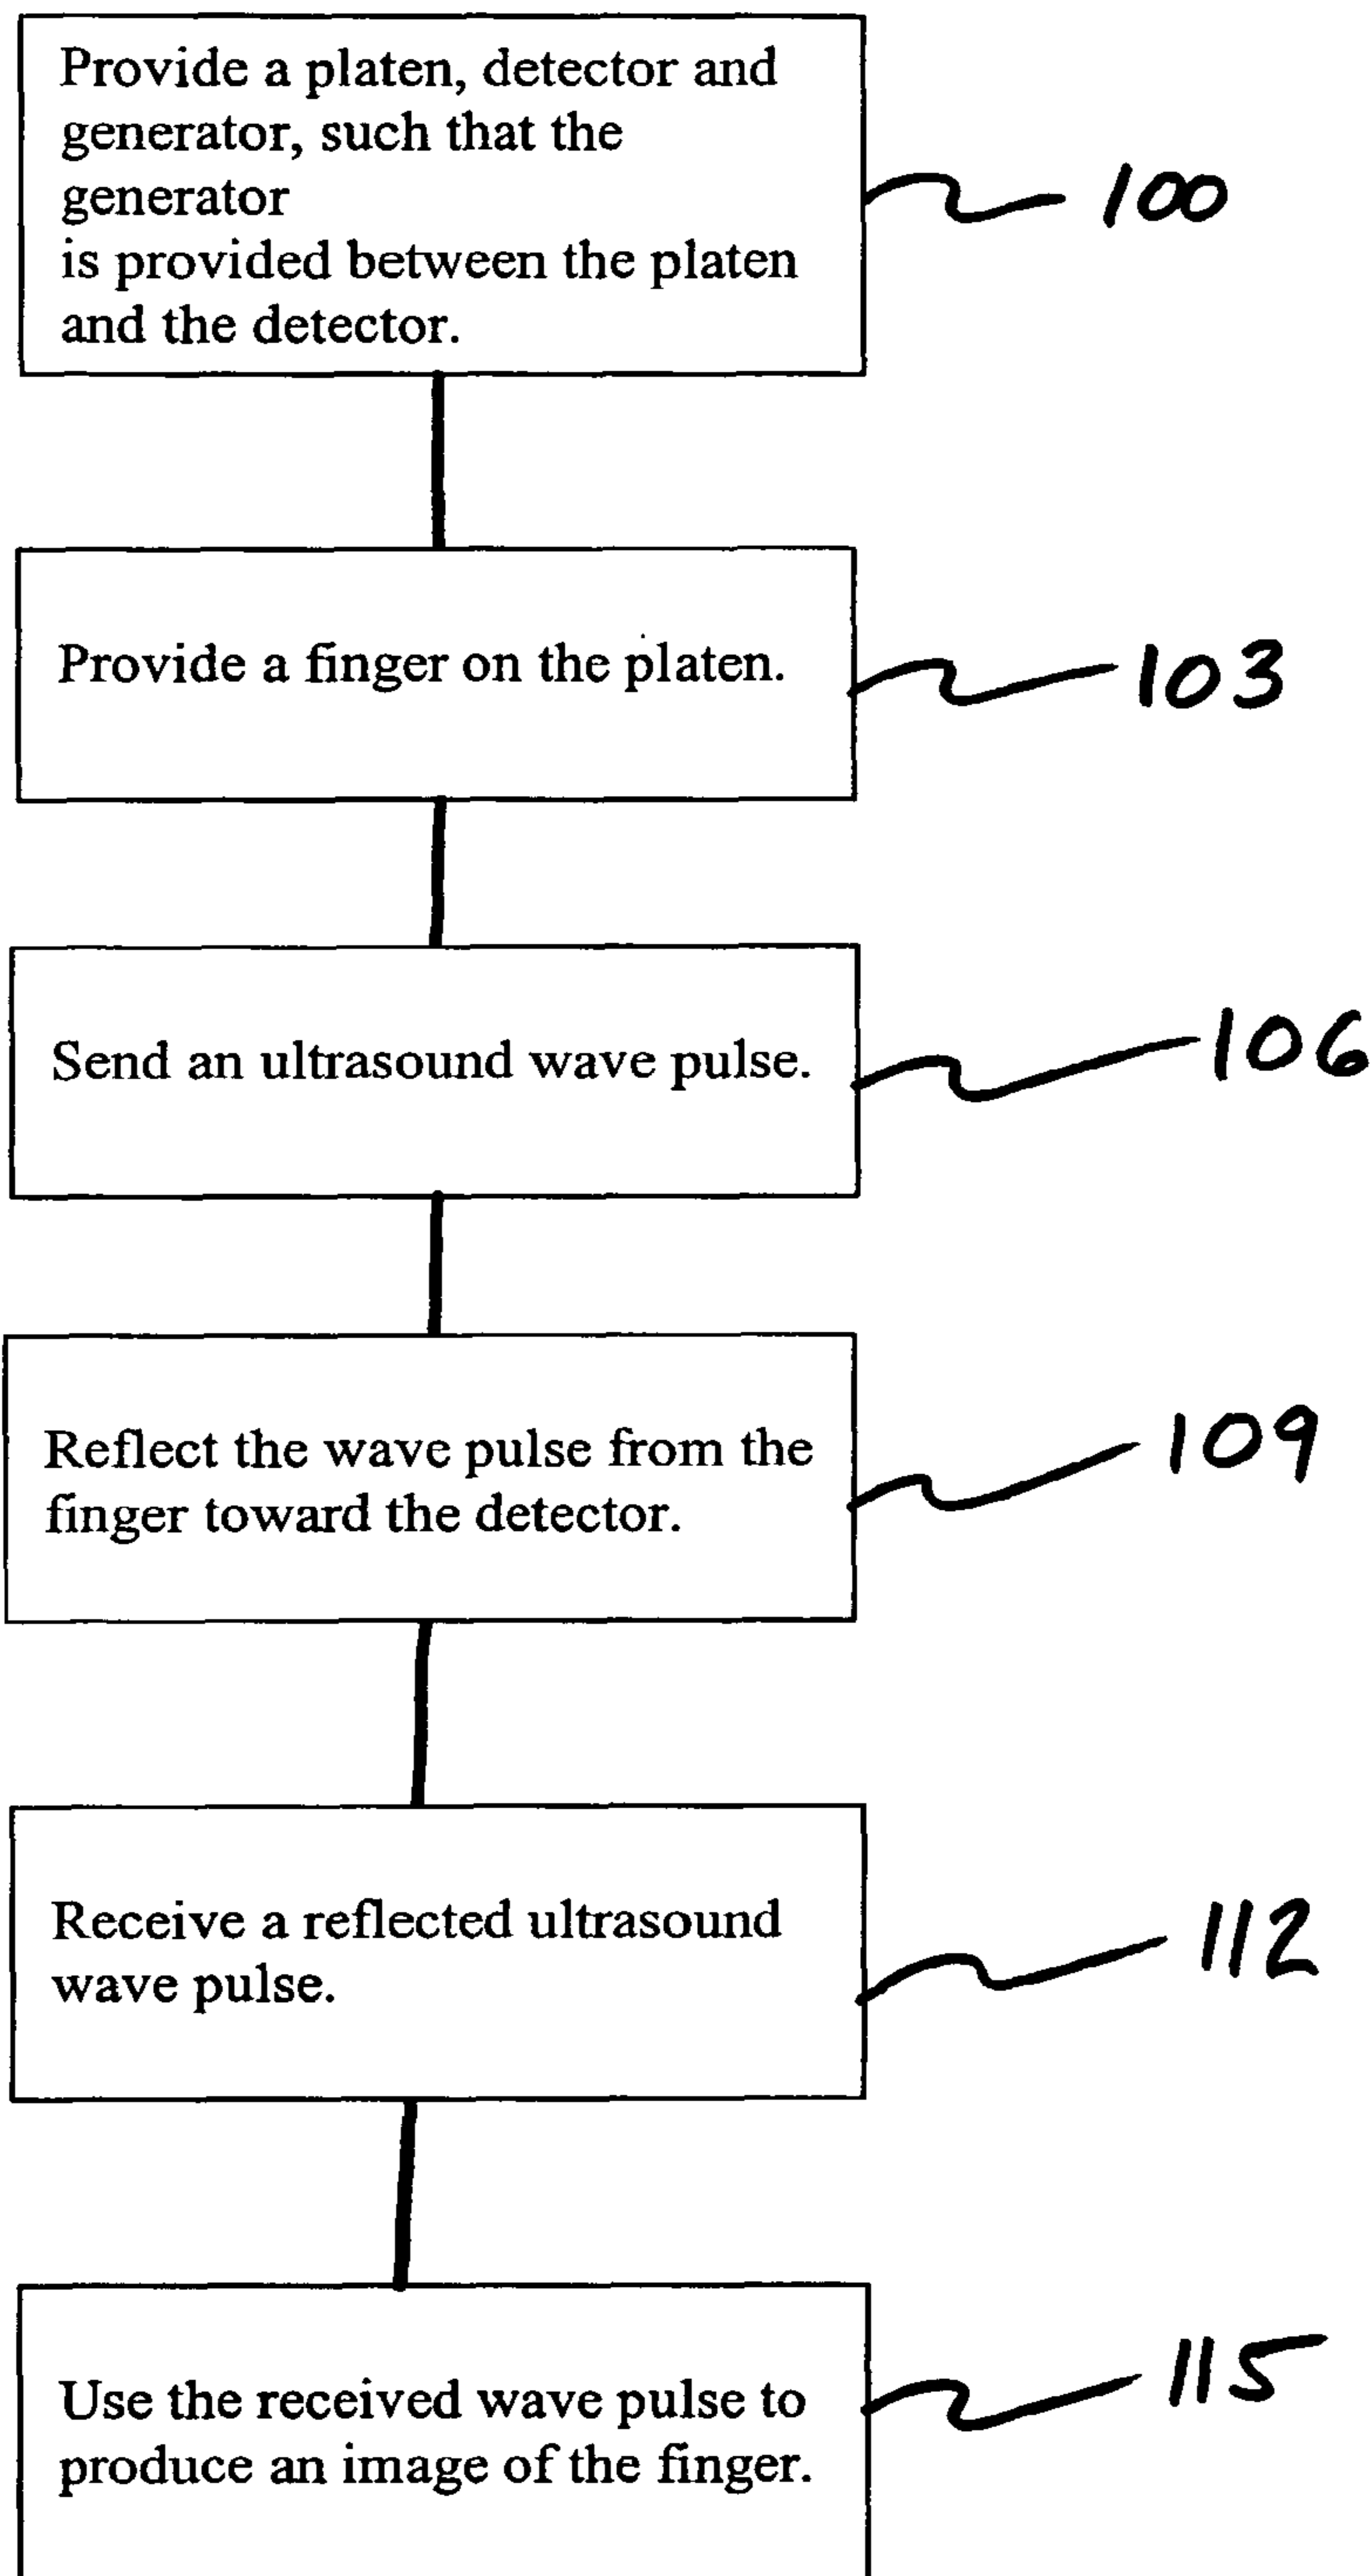 Provide a platen, detector and
generator, such that the
generator
is provided between the platen
and the detector.
100
Provide a finger on the platen.
103
Send an ultrasound wave pulse.
106
Reflect the wave pulse from the
finger toward the detector.
109
Receive a reflected ultrasound
wave pulse.
112
Use the received wave pulse to
produce an image of the finger.
115